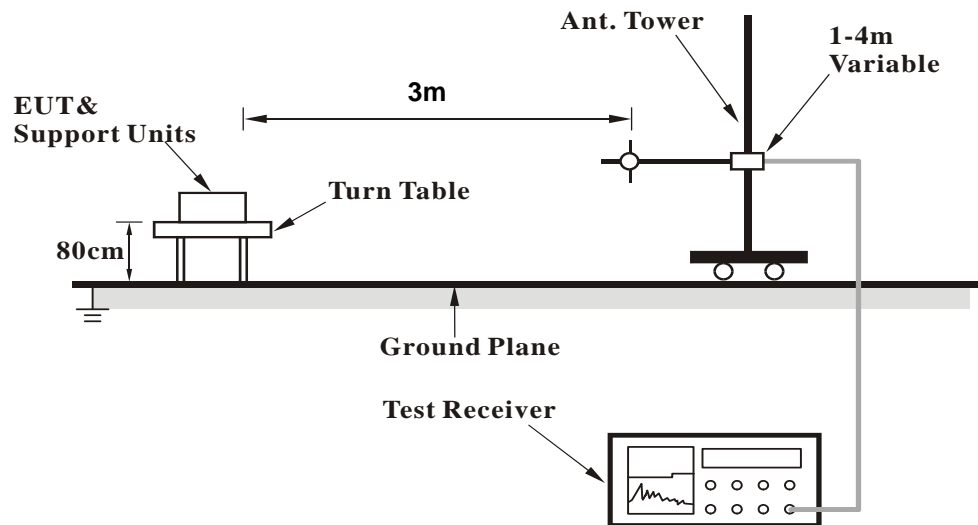 Ant. Tower
1-4m
Variable
3m
EUT&
Support Units
Turn Table
80cm
Ground Plane
Test Receiver